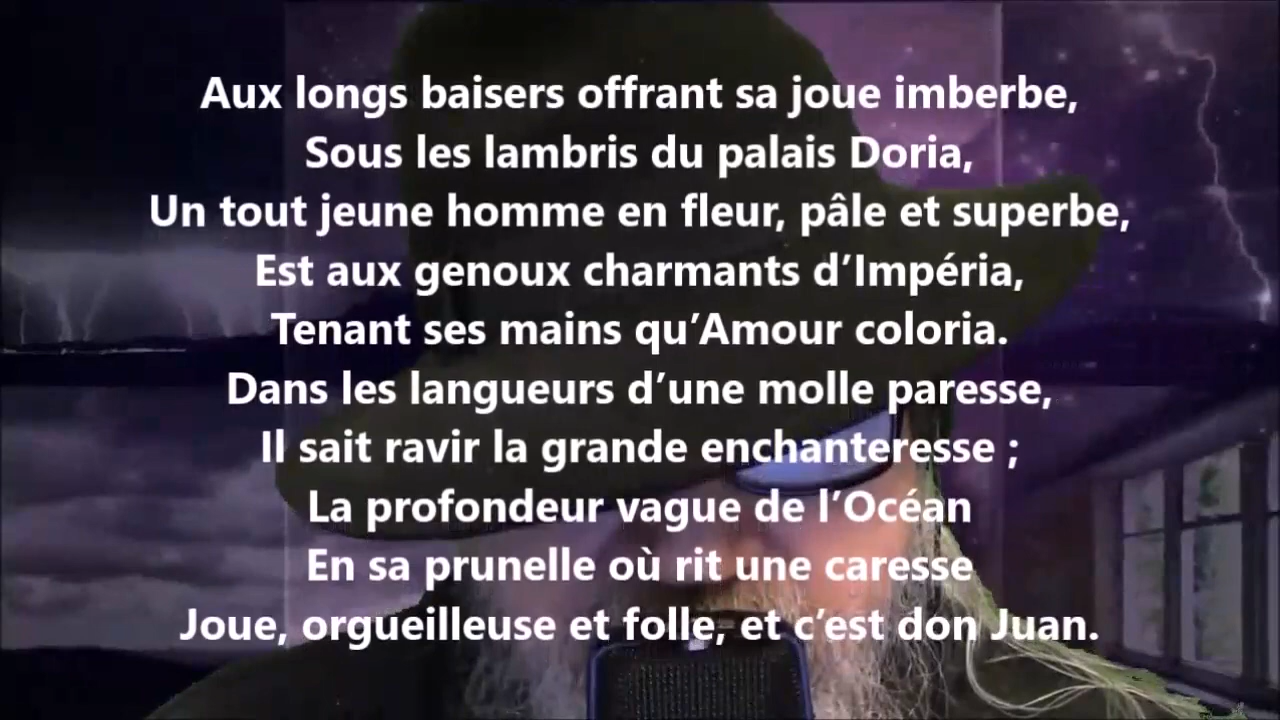 Aux longs baisers offrant sa joue imberbe,
Sous les lambris du palais Doria,
Un tout jeune homme en fleur, pâle et superbe,
Est aux genoux charmants d’Impéria,
Tenant ses mains qu’Amour coloria.
Dans les langueurs d’une molle paresse,
Il sait ravir la grande enchanteresse ;
La profondeur vague de l’Océan
En sa prunelle où rit une caresse
Joue, orgueilleuse et folle, et c’est don Juan.